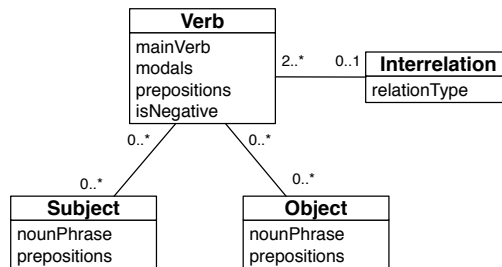 Verb
mainVerb
modals
prepositions
isNegative
2..* 0..1
Interrelation
relationType
0..* 0..*
0..* 0..*
Subject
nounPhrase
prepositions
Object
nounPhrase
prepositions